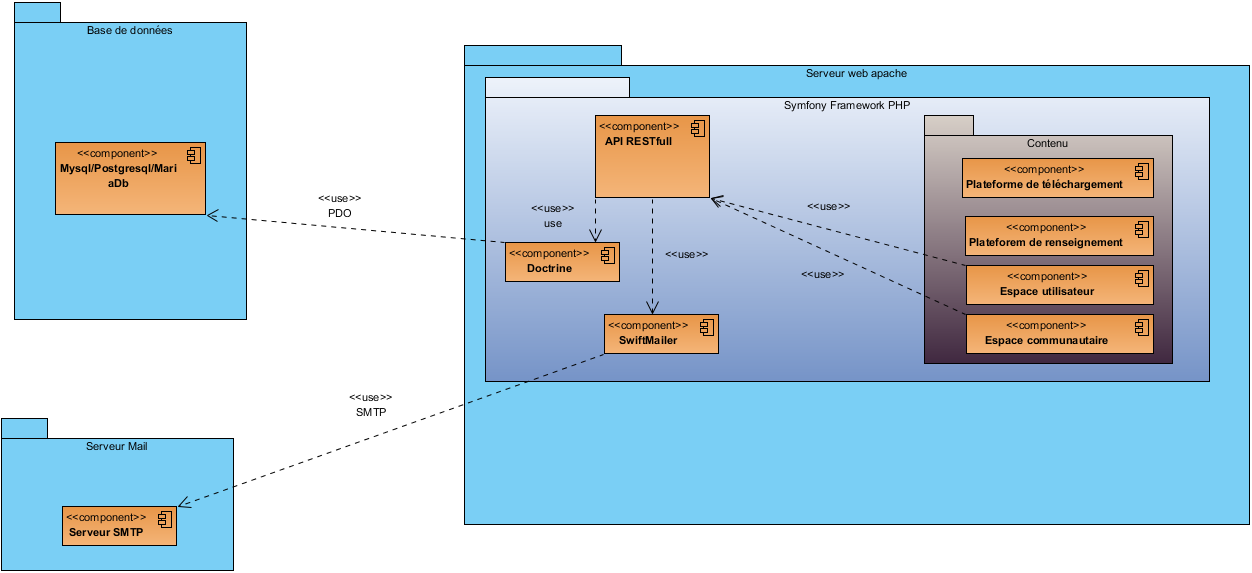 Base de données
<<component>>
Mysql/Postgresql/Mari
aDb
<<use>>
PDO
Serveur web apache
Symfony Framework PHP
<<component>>
API RESTfull
<<use>>
use
<<component>>
Doctrine
<<use>>
<<component>>
SwiftMailer
<<use>>
<<use>>
Contenu
<<component>>
Plateforme de téléchargement
<<component>>
Plateforem de renseignement
<<component>>
Espace utilisateur
<<component>>
Espace communautaire
<<use>>
SMTP
Serveur Mail
<<component>>
Serveur SMTP